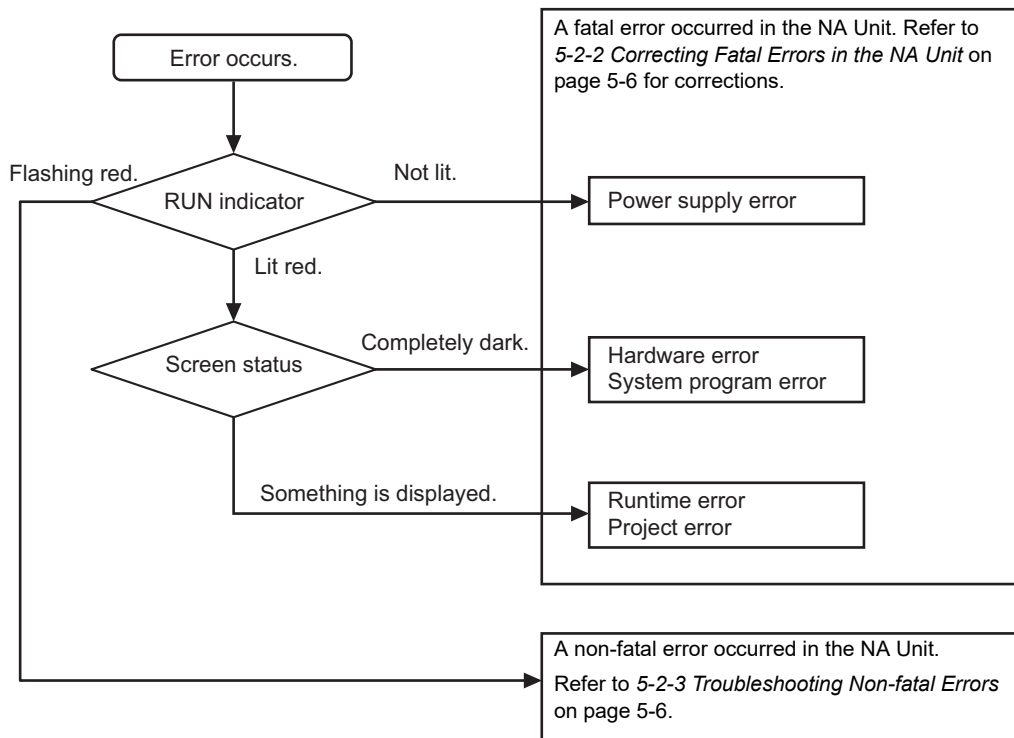 Error occurs.
A fatal error occurred in the NA Unit. Refer to
5-2-2 Correcting Fatal Errors in the NA Unit on
page 5-6 for corrections.
Flashing red.
Not lit.
RUN indicator
Power supply error
Lit red.
Completely dark.
Screen status
Hardware error
System program error
Something is displayed.
Runtime error
Project error
A non-fatal error occurred in the NA Unit.
Refer to 5-2-3 Troubleshooting Non-fatal Errors
on page 5-6.